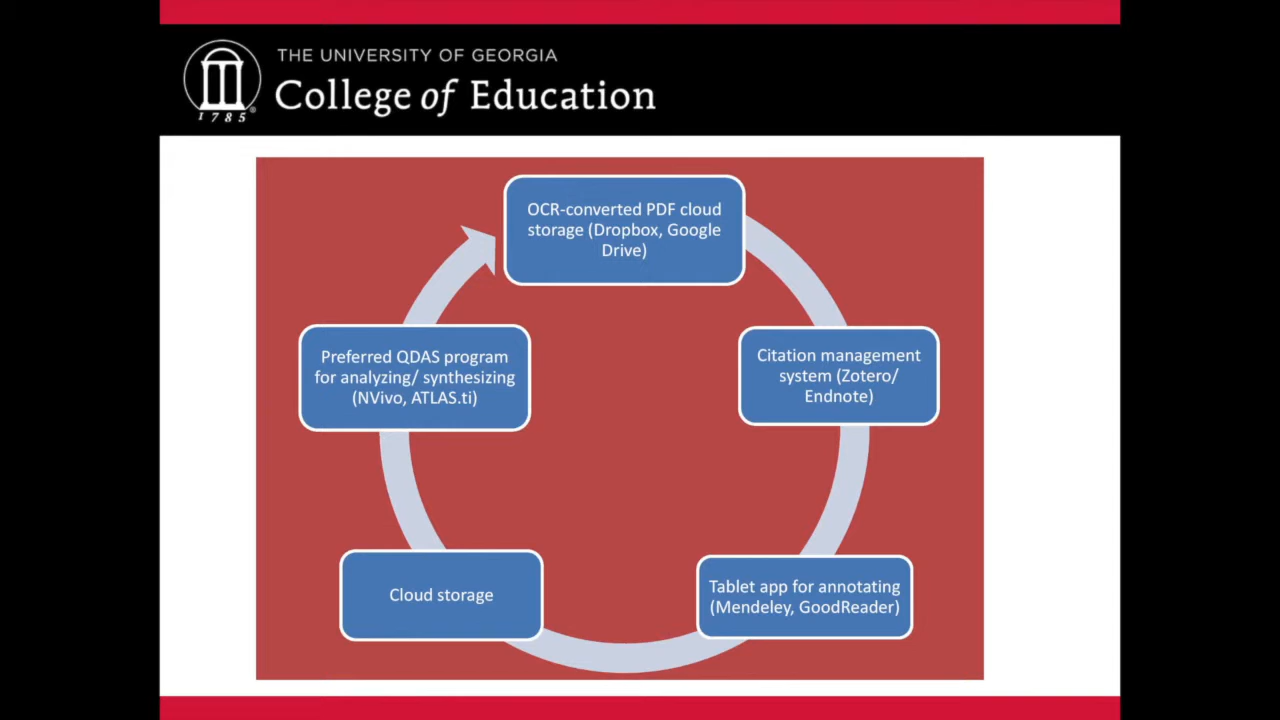 THE UNIVERSITY OF GEORGIA
College of Education
1785
OCR-converted PDF cloud
storage (Dropbox, Google
Drive)
Citation management
system (Zotero/
Endnote)
Tablet app for annotating
(Mendeley, GoodReader)
Cloud storage
Preferred QDAS program
for analyzing/ synthesizing
(NVivo, ATLAS.ti)